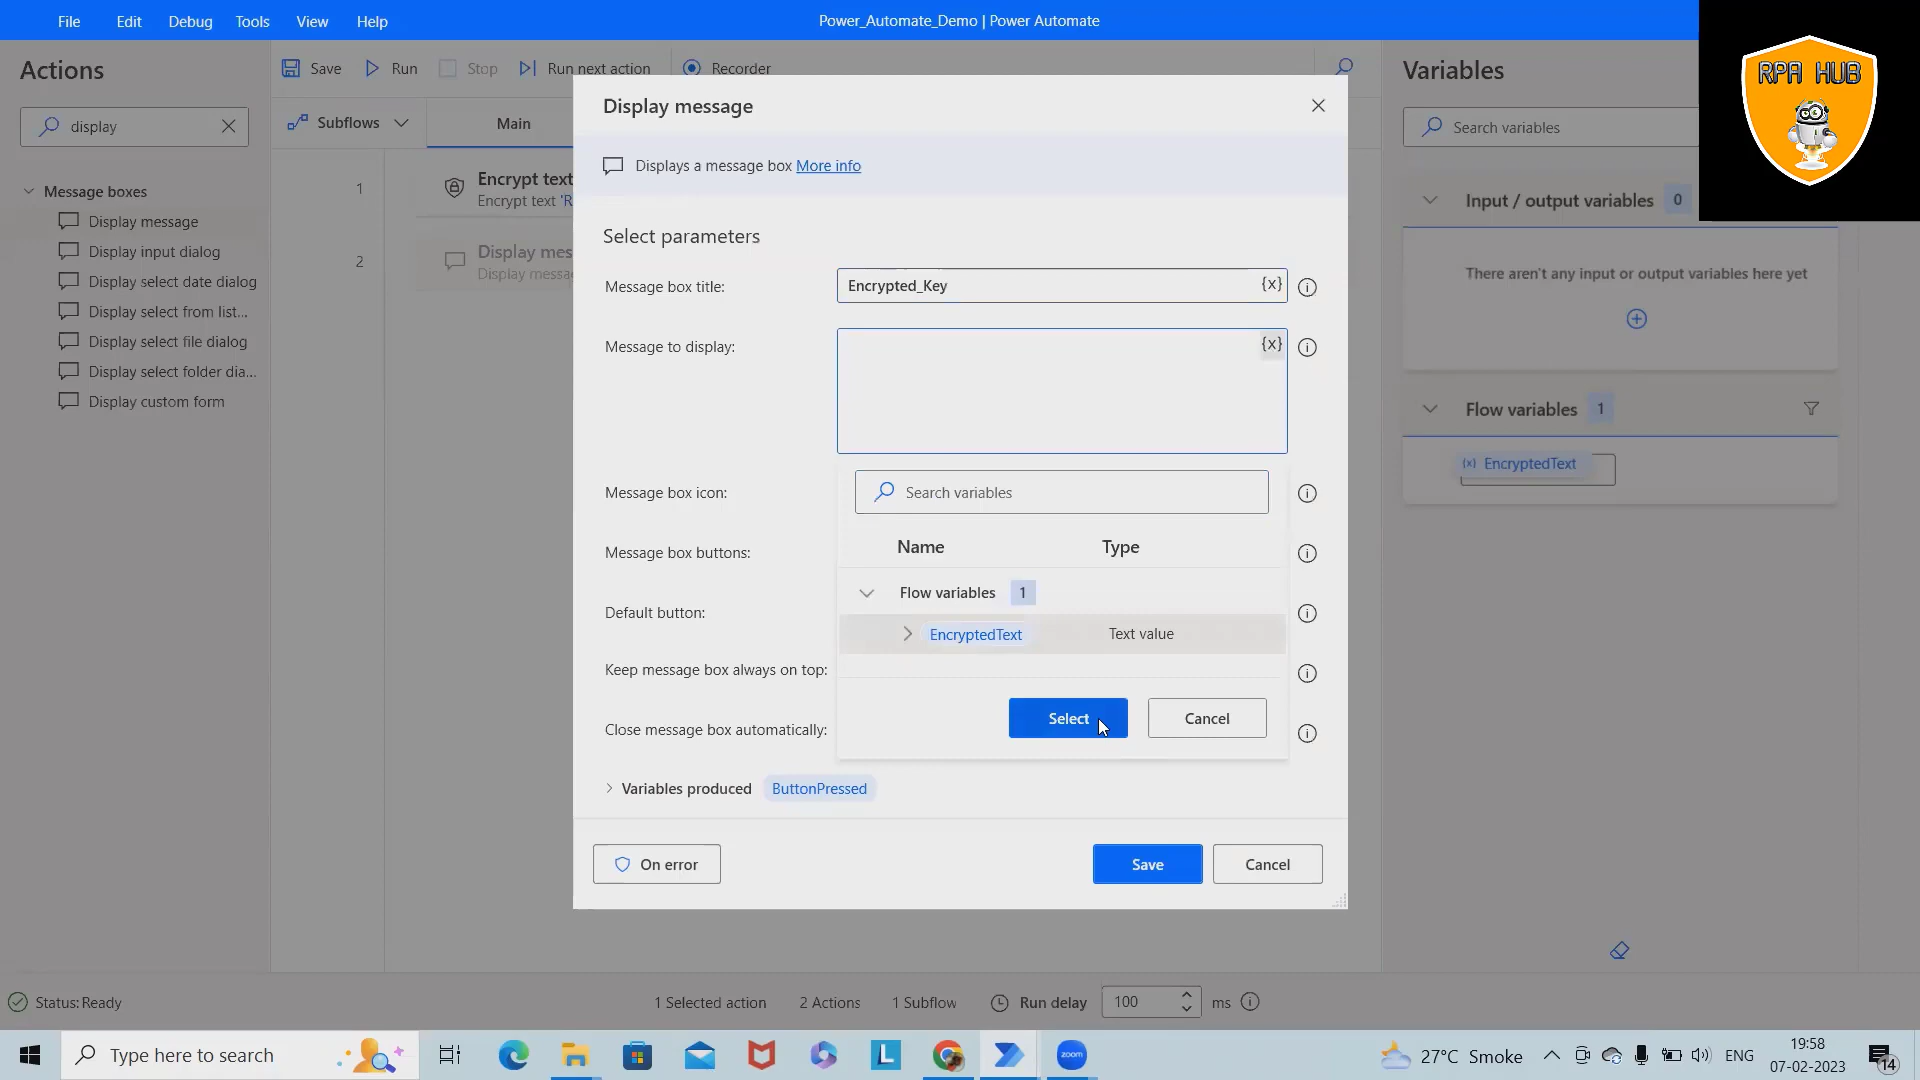 File Edit Debug Tools View Help
Power_Automate_Demo | Power Automate
RPA HUB
Actions
display
Message boxes
Display message
Display input dialog
Display select date dialog
Display select from list...
Display select file dialog
Display select folder dia...
Display custom form
Save Run Stop Run next action Recorder
Subflows Main
1
Encrypt text
Encrypt text 'R
2
Display mes
Display messa
Display message
Displays a message box More info
Select parameters
Message box title: Encrypted_Key {x}
Message to display: {x}
Message box icon:
Search variables
Message box buttons:
Name Type
Flow variables 1
Default button:
EncryptedText Text value
Keep message box always on top:
Select Cancel
Close message box automatically:
Variables produced ButtonPressed
On error Save Cancel
Variables
Search variables
Input / output variables 0
There aren't any input or output variables here yet
Flow variables 1
{x} EncryptedText
Status: Ready
1 Selected action 2 Actions 1 Subflow Run delay 100 ms
Type here to search
L
zoom
27°C Smoke
ENG
19:58
07-02-2023
14